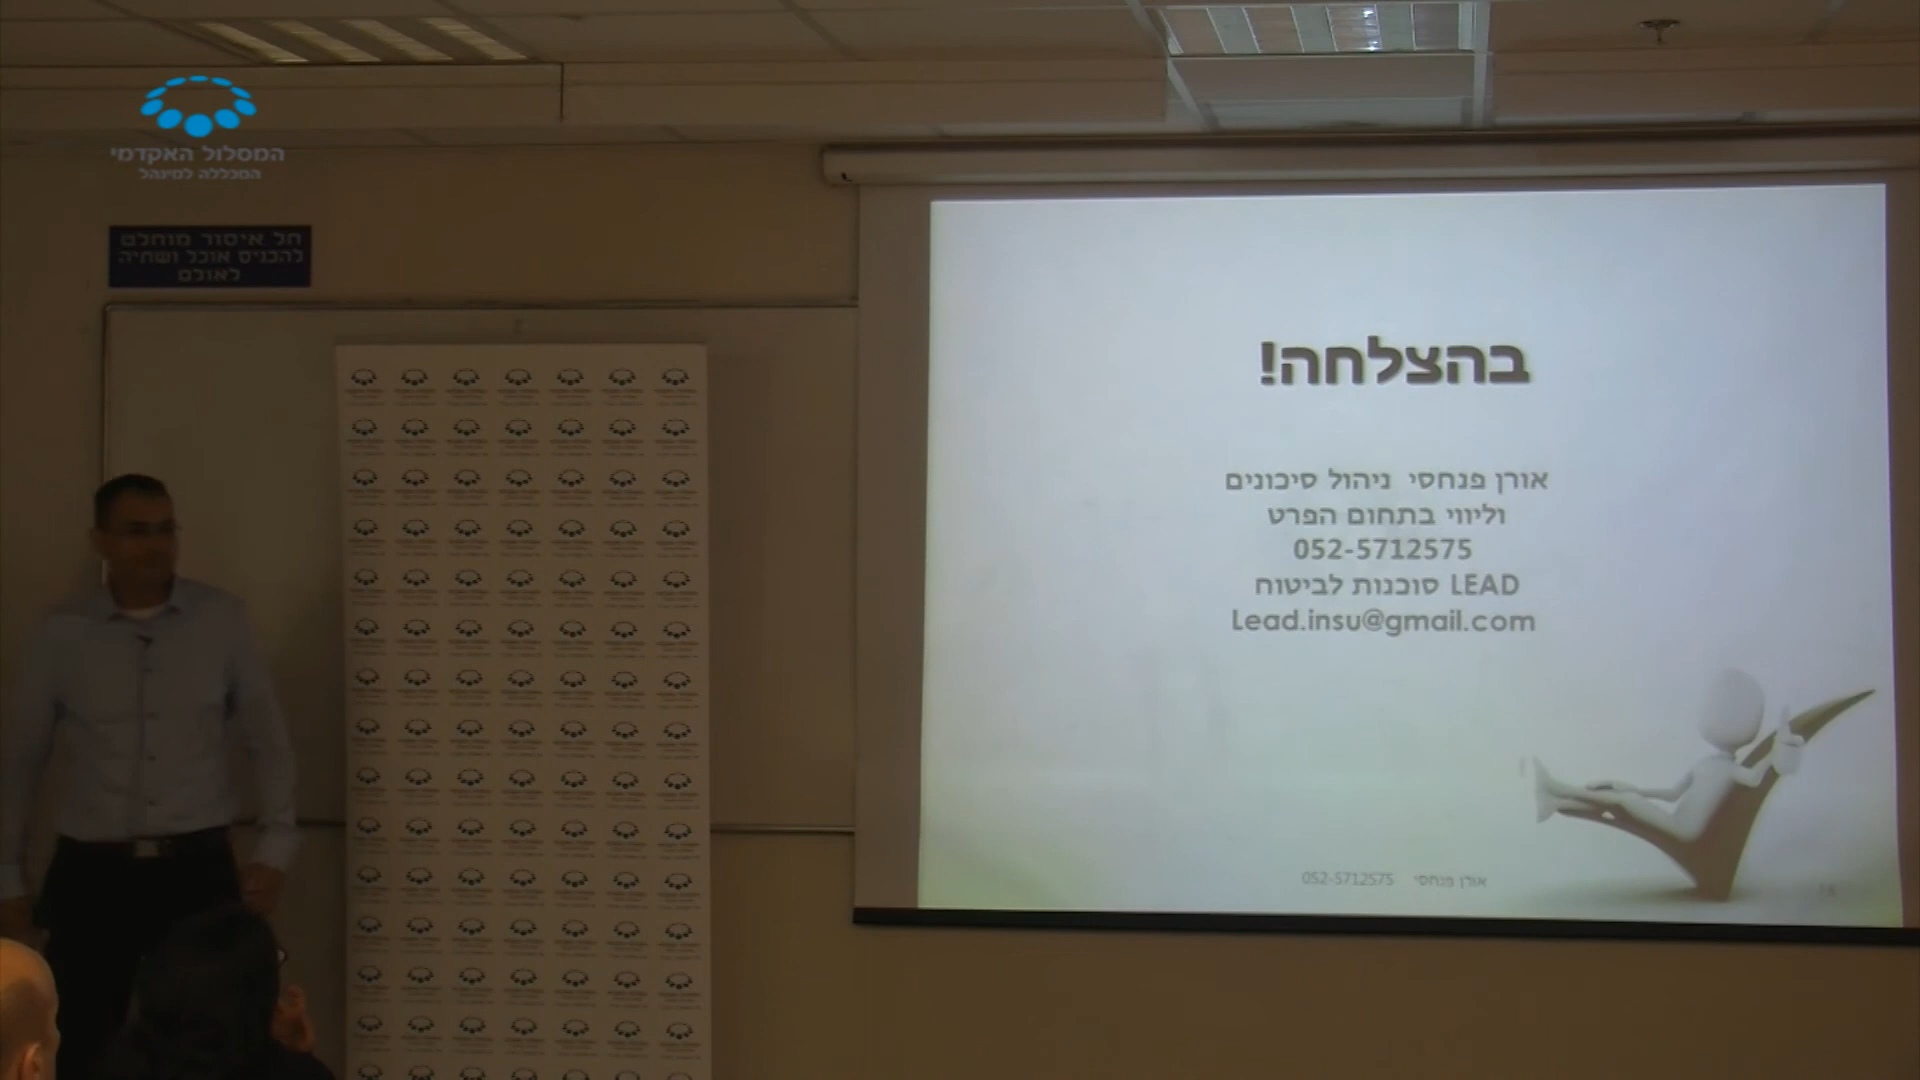 המסלול האקדמי
המכללה למינהל
חל איסור מוחלט
להכניס אוכל ושתיה
לאולם
בהצלחה!
אורן פנחסי ניהול סיכונים
וליווי בתחום הפרט
052-5712575
LEAD סוכנות לביטוח
Lead.insu@gmail.com
אורן פנחסי 052-5712575